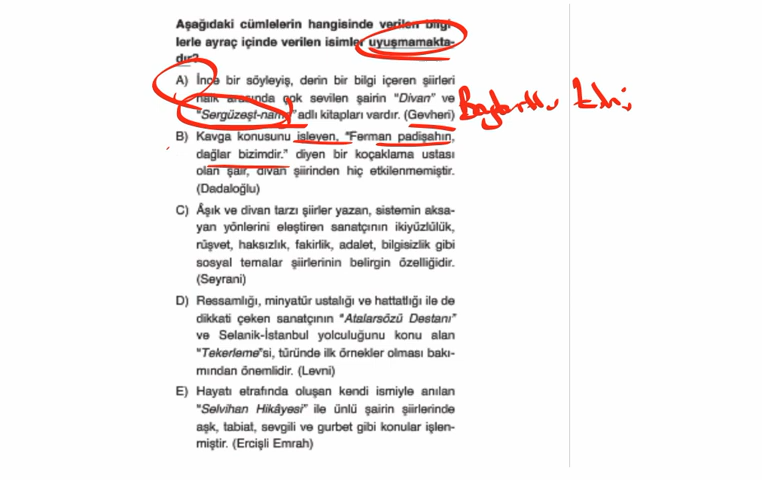 Aşağıdaki cümlelerin hangisinde verilen bilgi-
lerle ayraç içinde verilen isimler uyuşmamakta-
dır?
A) İnce bir söyleyiş, derin bir bilgi içeren şiirleri
halk arasında çok sevilen şairin "Divan" ve
"Sergüzeşt-name" adlı kitapları vardır. (Gevheri)
B) Kavga konusunu işleyen, "Ferman padişahın,
dağlar bizimdir." diyen bir koçaklama ustası
olan şair, divan şiirinden hiç etkilenmemiştir.
(Dadaloğlu)
C) Âşık ve divan tarzı şiirler yazan, sistemin aksa-
yan yönlerini eleştiren sanatçının ikiyüzlülük,
rüşvet, haksızlık, fakirlik, adalet, bilgisizlik gibi
sosyal temalar şiirlerinin belirgin özelliğidir.
(Seyrani)
D) Ressamlığı, minyatür ustalığı ve hattatlığı ile de
dikkati çeken sanatçının "Atalarsözü Destanı"
ve Selanik-İstanbul yolculuğunu konu alan
"Tekerleme"si, türünde ilk örnekler olması bakı-
mından önemlidir. (Levni)
E) Hayatı etrafında oluşan kendi ismiyle anılan
"Selvihan Hikâyesi" ile ünlü şairin şiirlerinde
aşk, tabiat, sevgili ve gurbet gibi konular işlen-
miştir. (Ercişli Emrah)